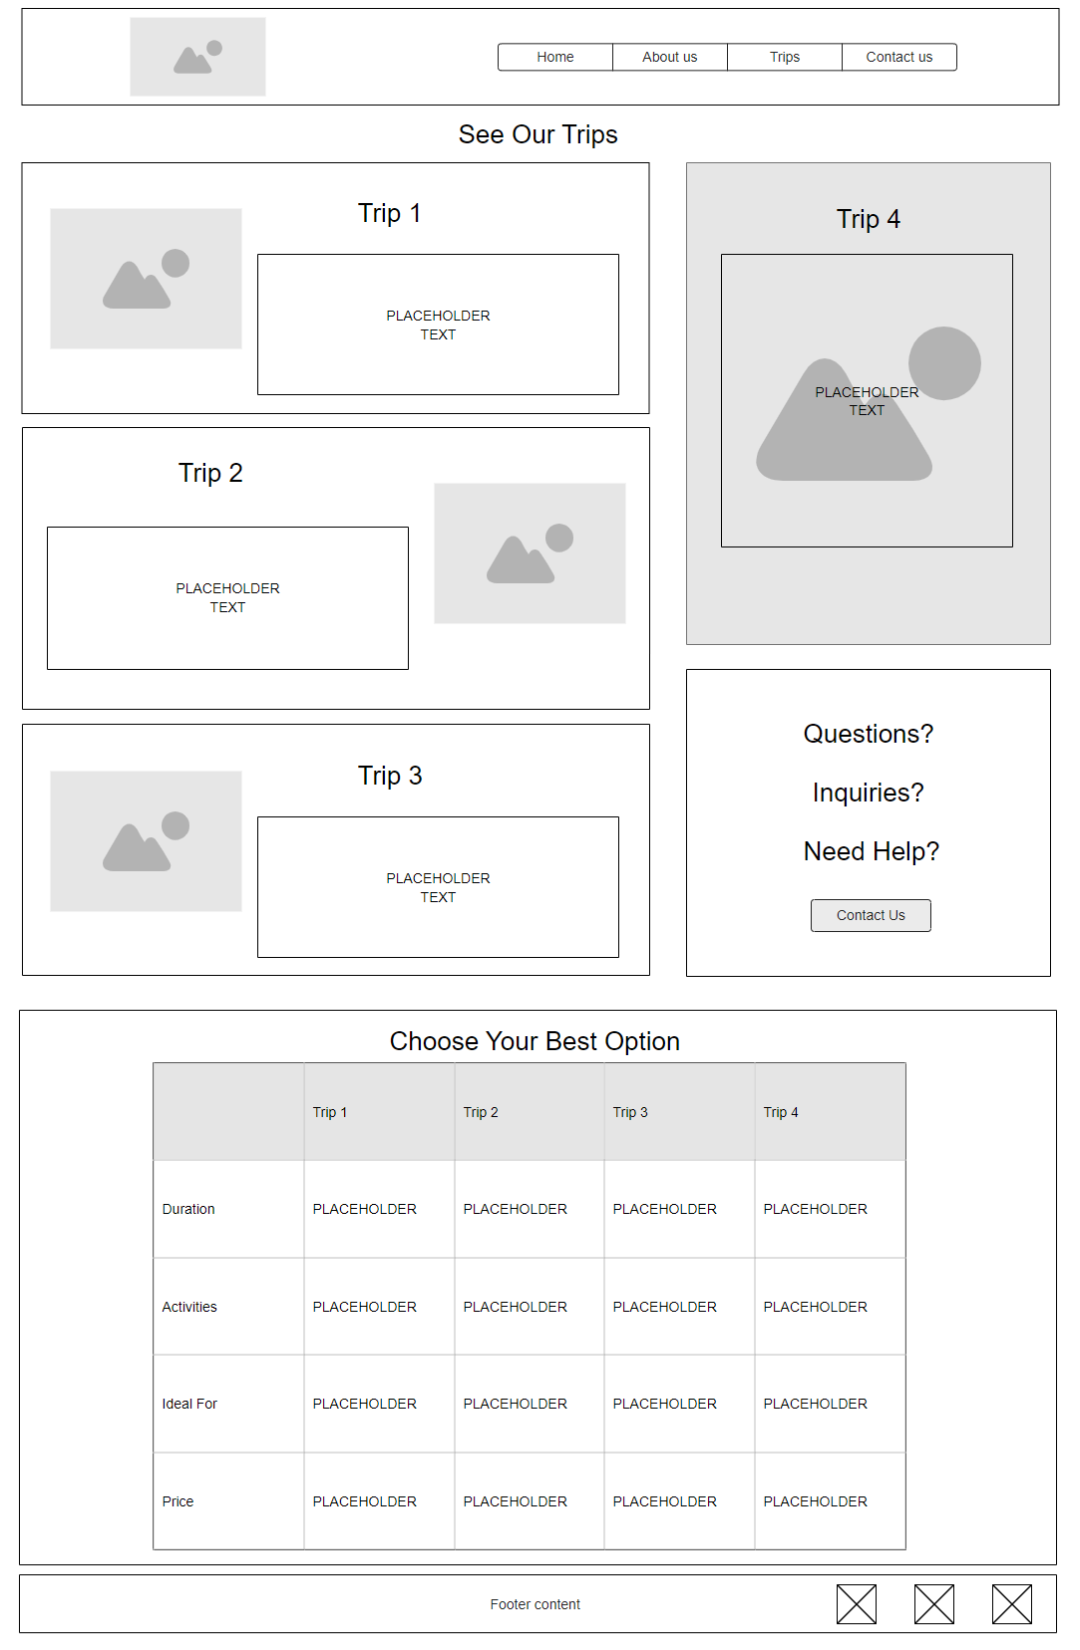 Home
About us
Trips
Contact us
See Our Trips
Trip 1
PLACEHOLDER
TEXT
Trip 2
PLACEHOLDER
TEXT
Trip 3
PLACEHOLDER
TEXT
Trip 4
PLACEHOLDER
TEXT
Questions?
Inquiries?
Need Help?
Contact Us
Choose Your Best Option
Trip 1 Trip 2 Trip 3 Trip 4
Duration PLACEHOLDER PLACEHOLDER PLACEHOLDER PLACEHOLDER
Activities PLACEHOLDER PLACEHOLDER PLACEHOLDER PLACEHOLDER
Ideal For PLACEHOLDER PLACEHOLDER PLACEHOLDER PLACEHOLDER
Price PLACEHOLDER PLACEHOLDER PLACEHOLDER PLACEHOLDER
Footer content